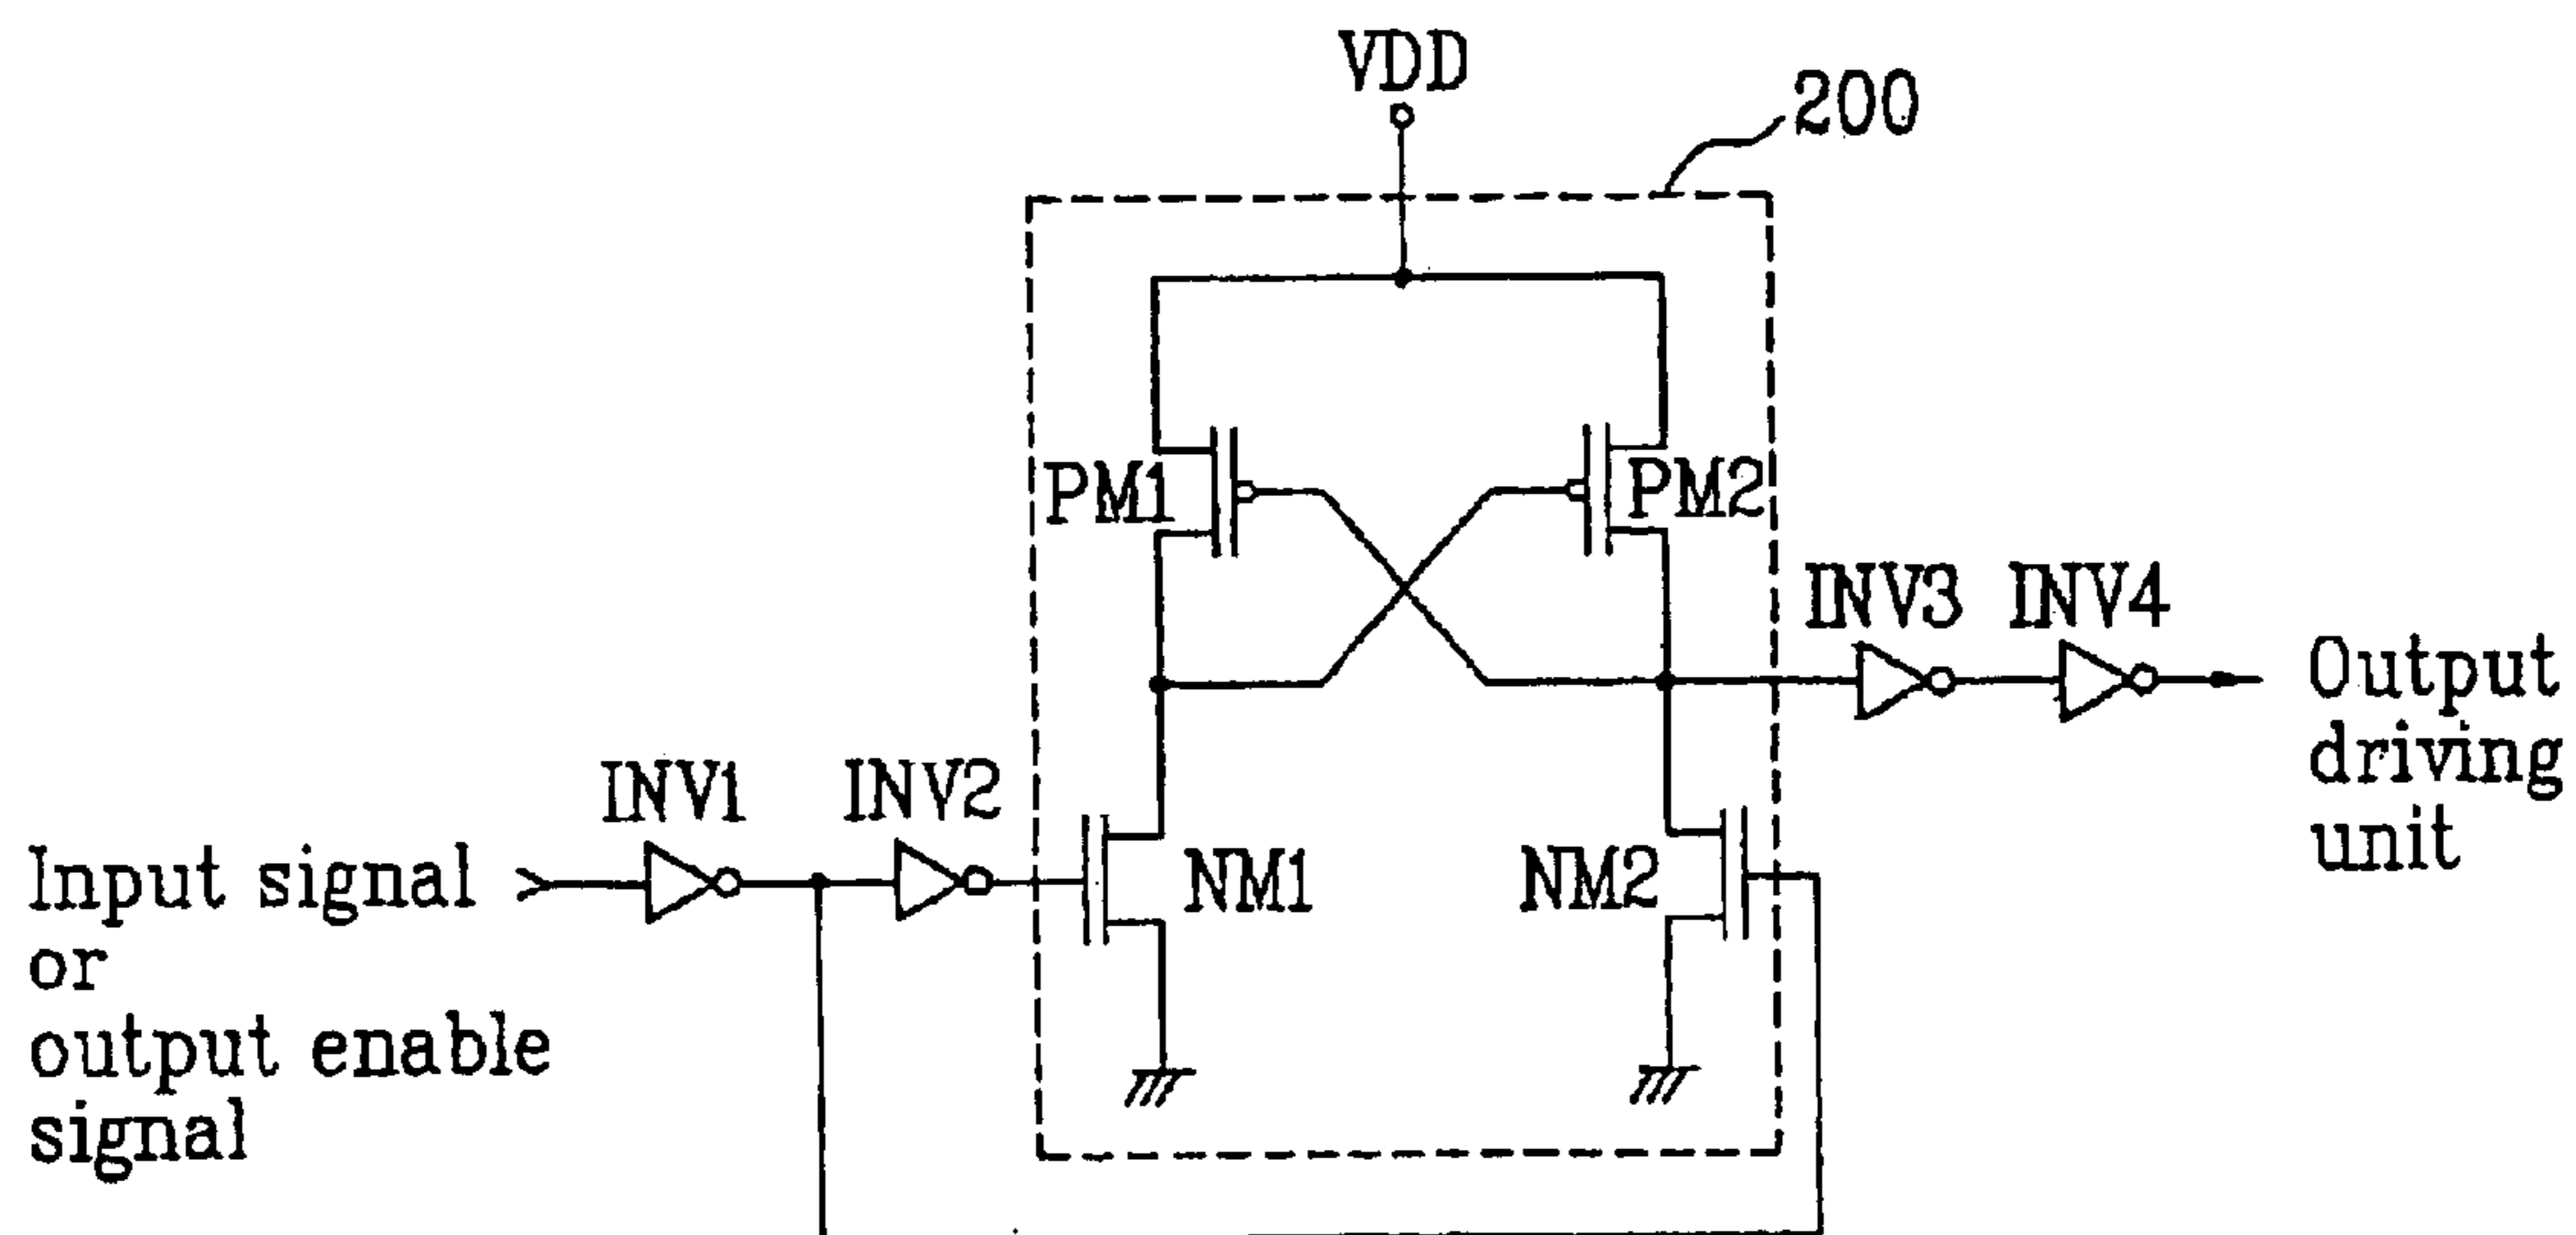 VDD
200
PM1
PM2
INV3
INV4
Output
driving
unit
INV1
INV2
NM1
NM2
Input signal
or
output enable
signal